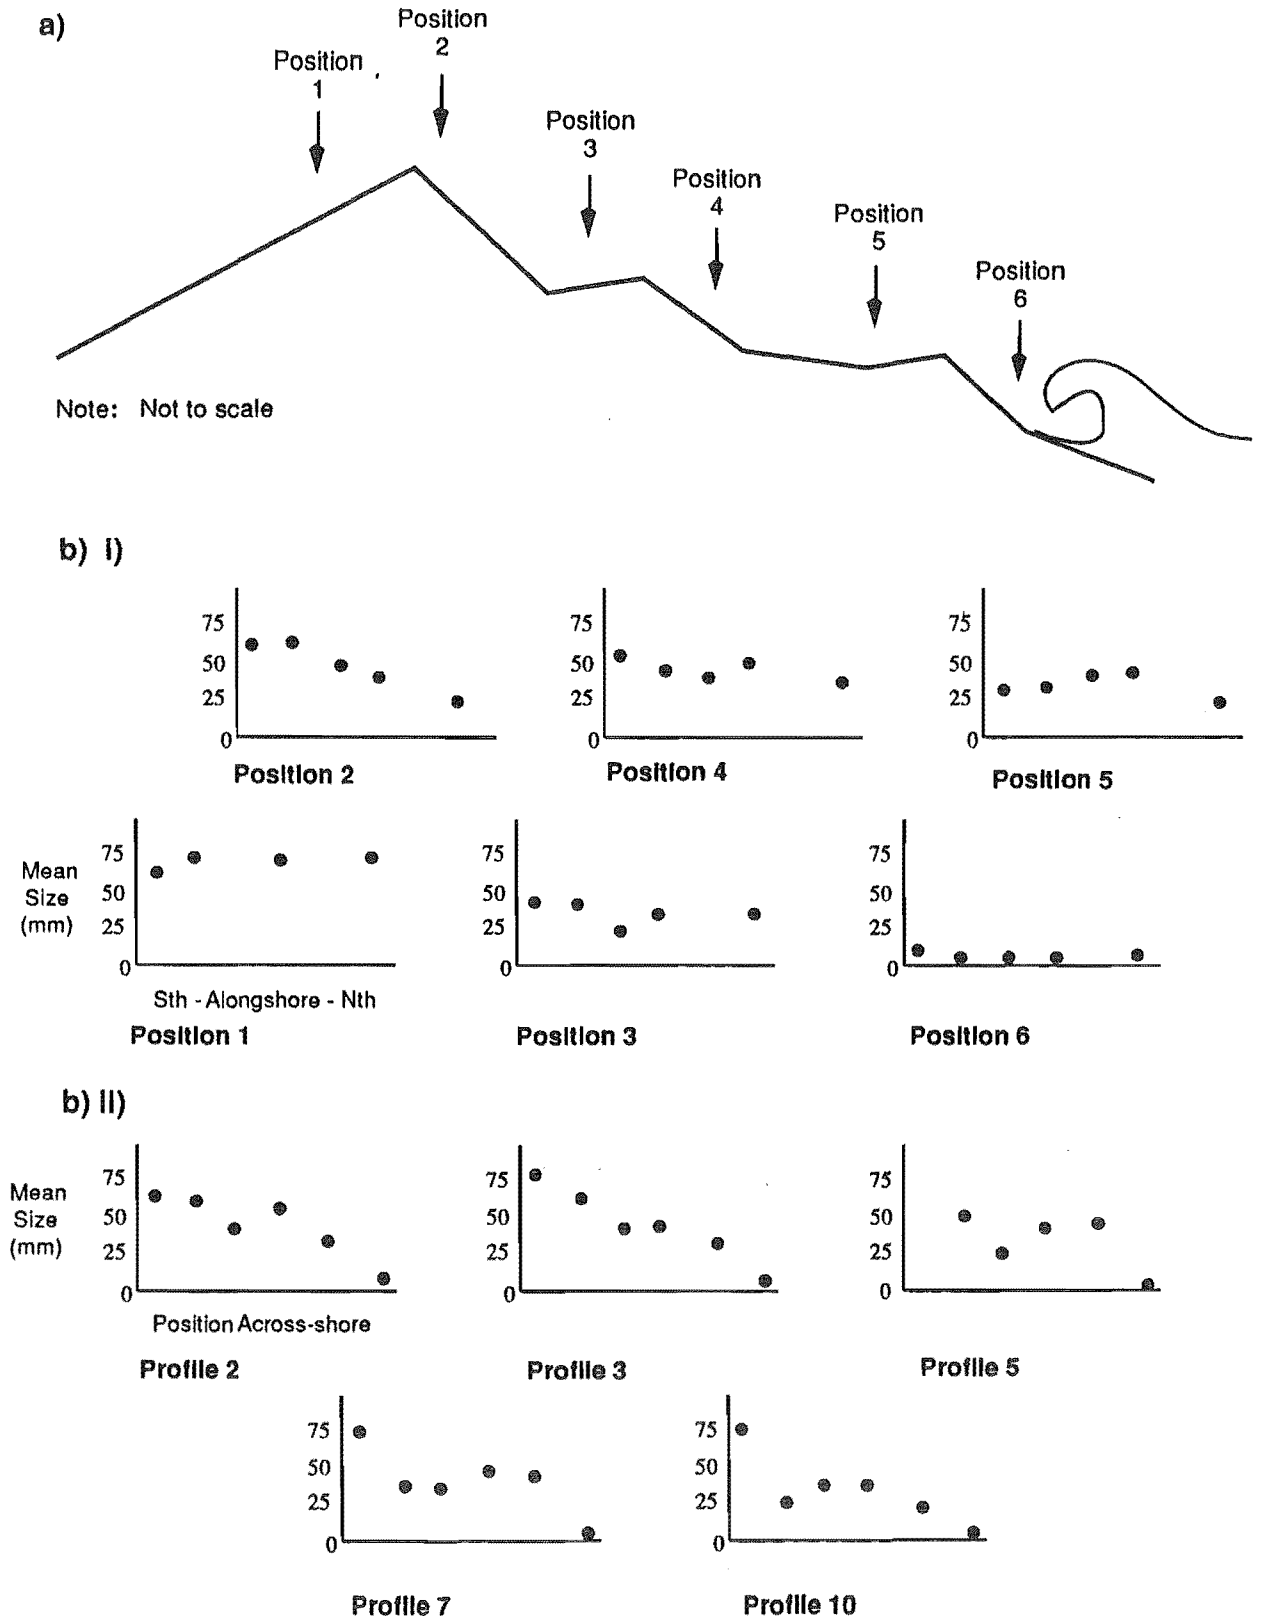 a)
Position
1
Position
2
Position
3
Position
4
Position
5
Position
6
Note: Not to scale
b) i)
75
50
25
0
Position 2
75
50
25
0
Position 4
75
50
25
0
Position 5
Mean
Size
(mm)
75
50
25
0
Sth - Alongshore - Nth
Position 1
75
50
25
0
Position 3
75
50
25
0
Position 6
b) ii)
Mean
Size
(mm)
75
50
25
0
Position Across-shore
Profile 2
75
50
25
0
Profile 3
75
50
25
0
Profile 5
75
50
25
0
Profile 7
75
50
25
0
Profile 10